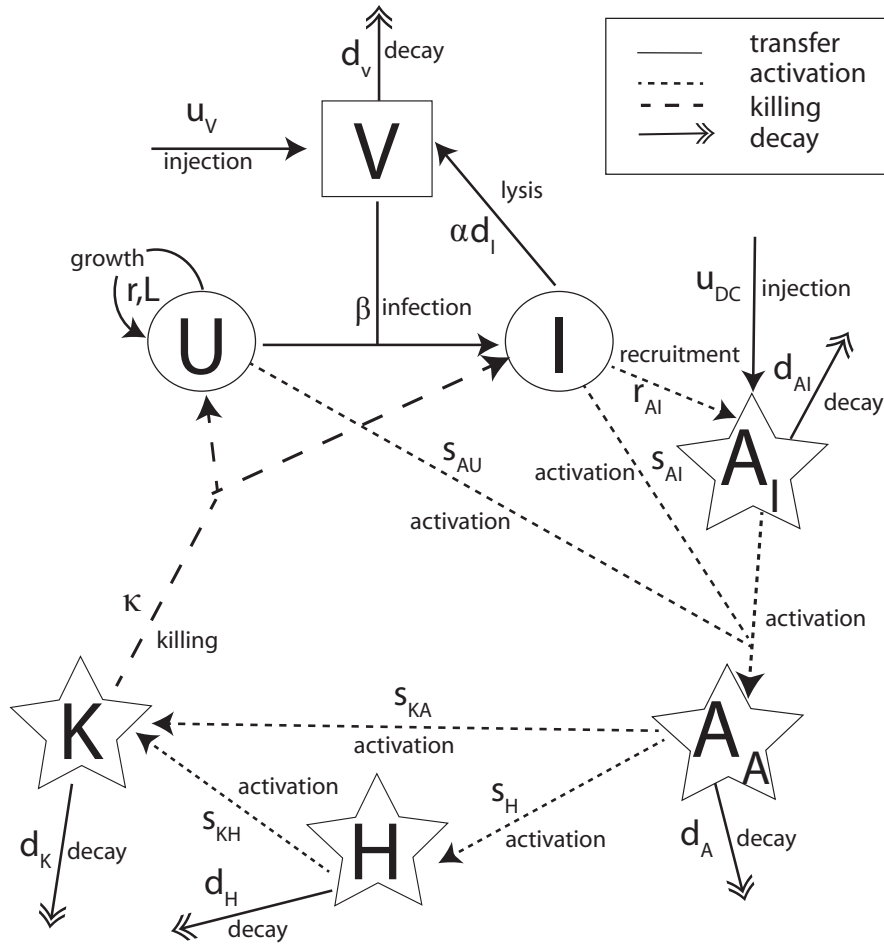 transfer
activation
killing
decay
d_v
decay
u_V
injection
V
lysis
αd_I
growth
r,L
U
β infection
I
u_DC
injection
recruitment
r_AI
d_AI
decay
A_I
s_AU
activation
activation
s_AI
activation
κ
killing
K
s_KA
activation
A_A
activation
s_KH
s_H
activation
H
d_K
decay
d_A
decay
d_H
decay